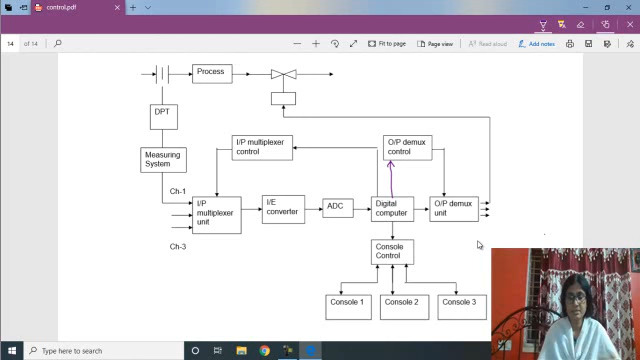 control.pdf
14 of 14
Fit to page
Page view
Read aloud
Add notes
Process
DPT
I/P multiplexer
control
O/P demux
control
Measuring
System
Ch-1
I/P
multiplexer
unit
I/E
converter
ADC
Digital
computer
O/P demux
unit
Ch-3
Console
Control
Console 1
Console 2
Console 3
Type here to search